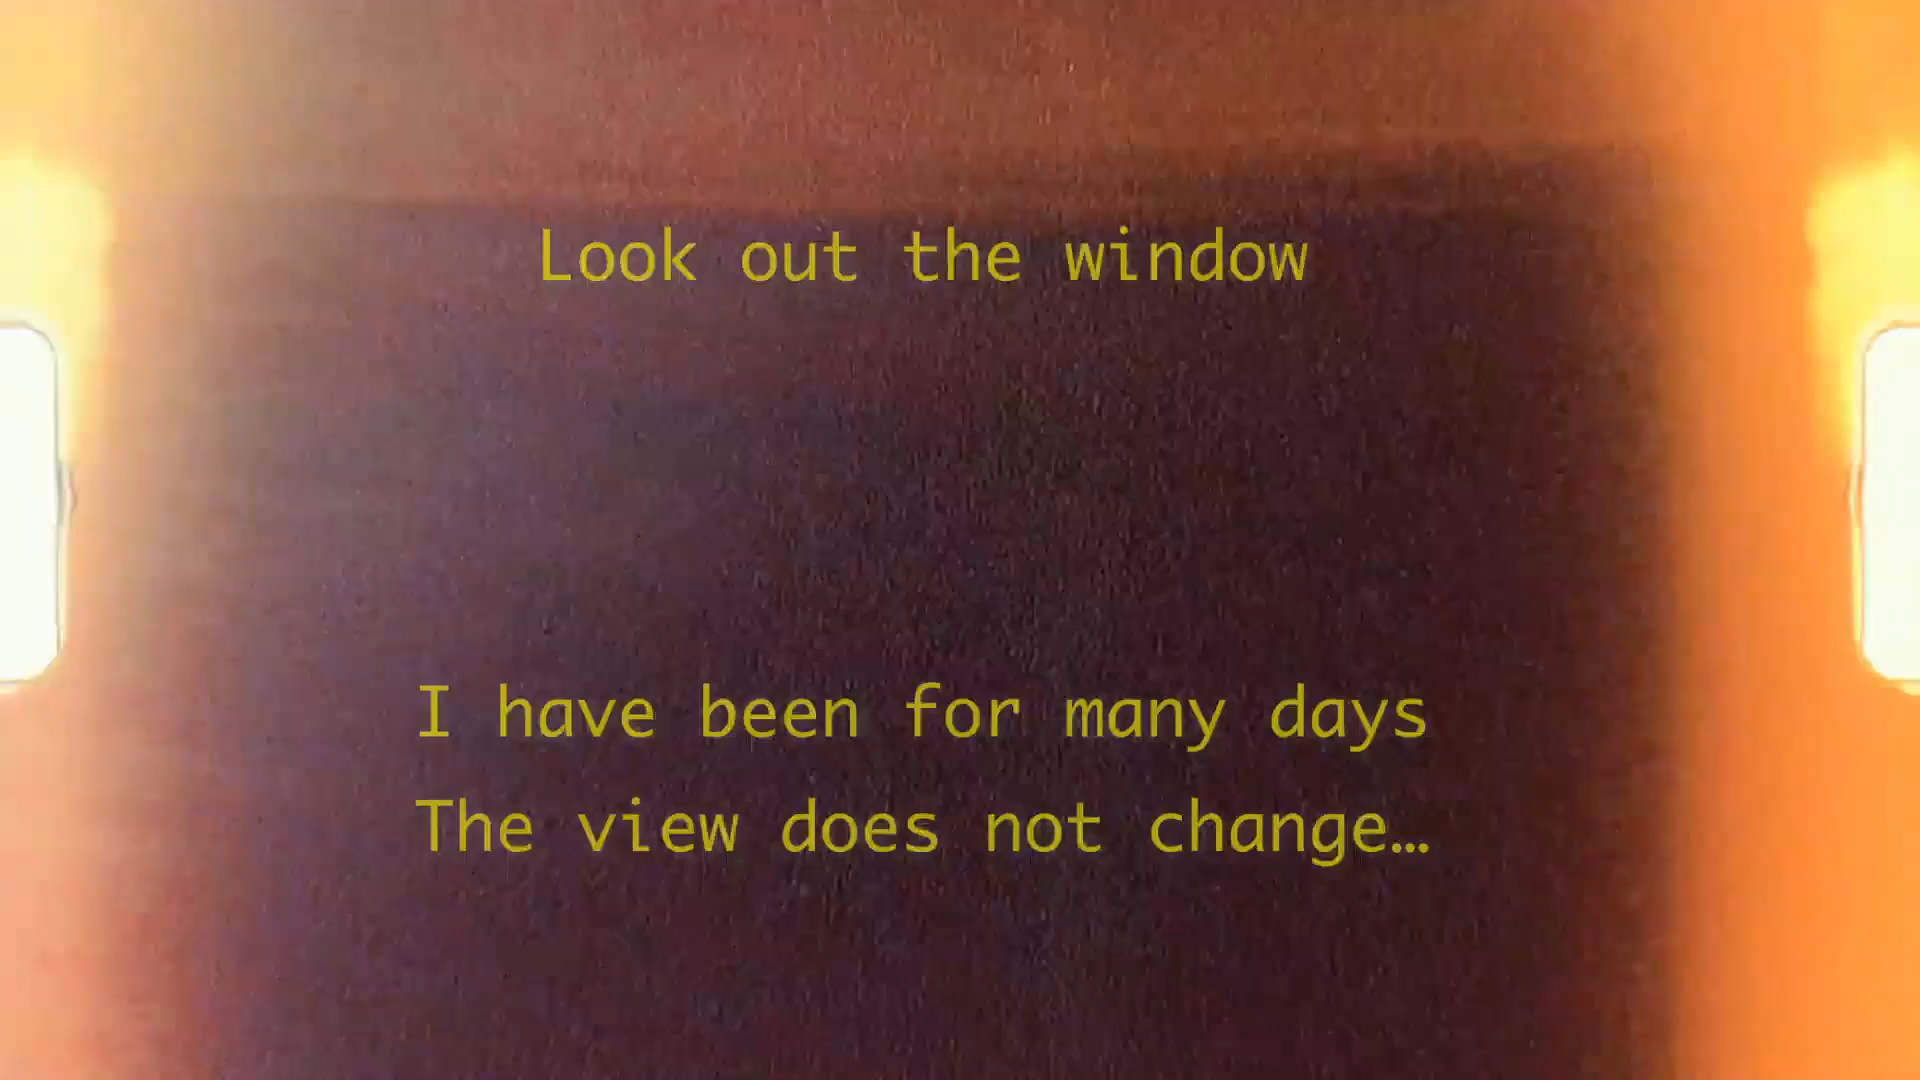 Look out the window
I have been for many days
The view does not change…